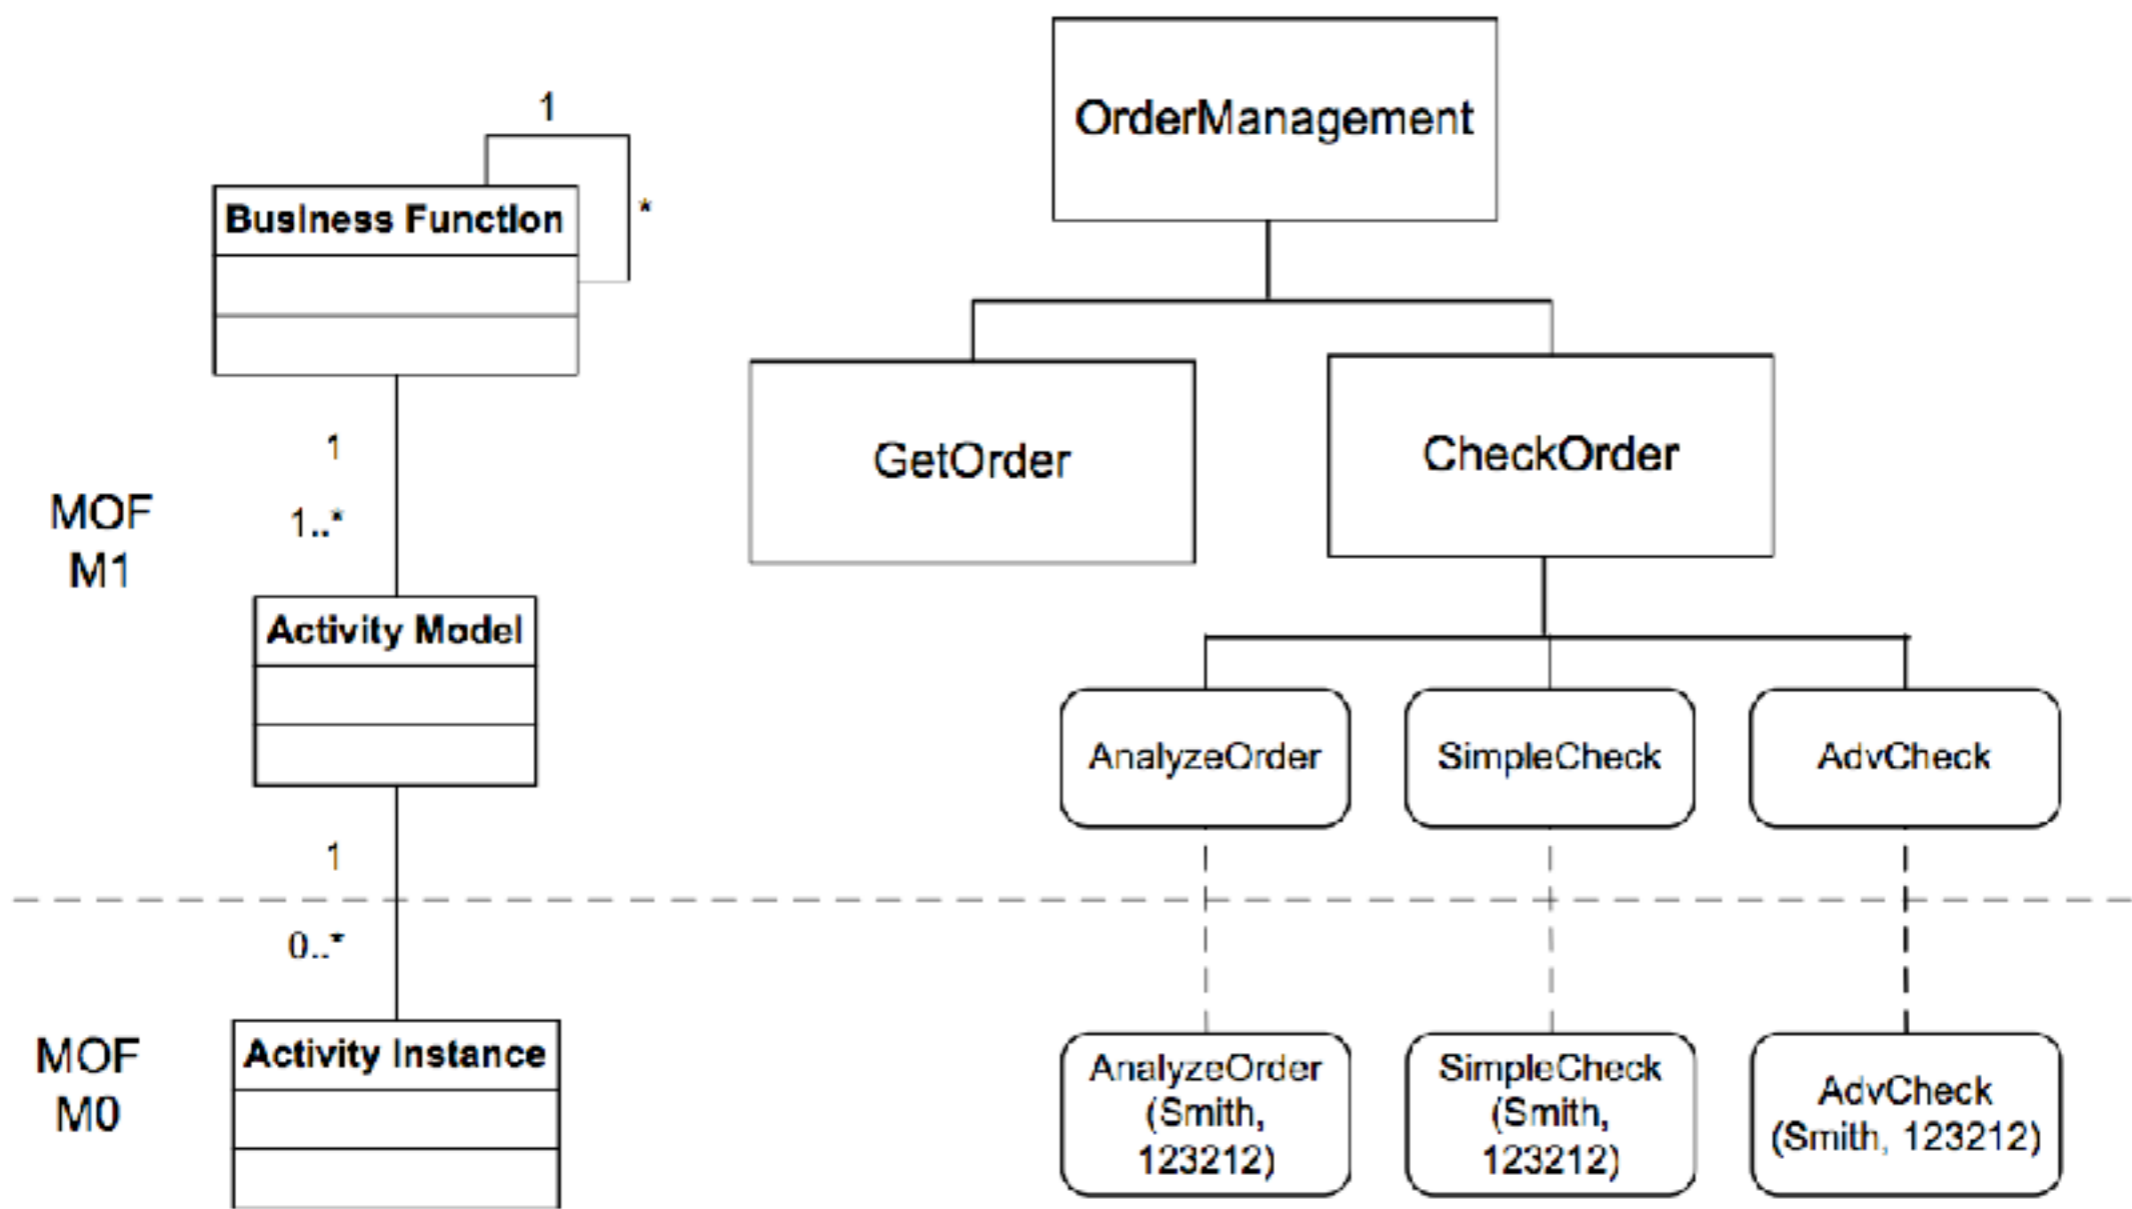 1
OrderManagement
Business Function
*
1
GetOrder
CheckOrder
MOF
M1
1..*
Activity Model
AnalyzeOrder
SimpleCheck
AdvCheck
1
0..*
MOF
M0
Activity Instance
AnalyzeOrder
(Smith,
123212)
SimpleCheck
(Smith,
123212)
AdvCheck
(Smith, 123212)